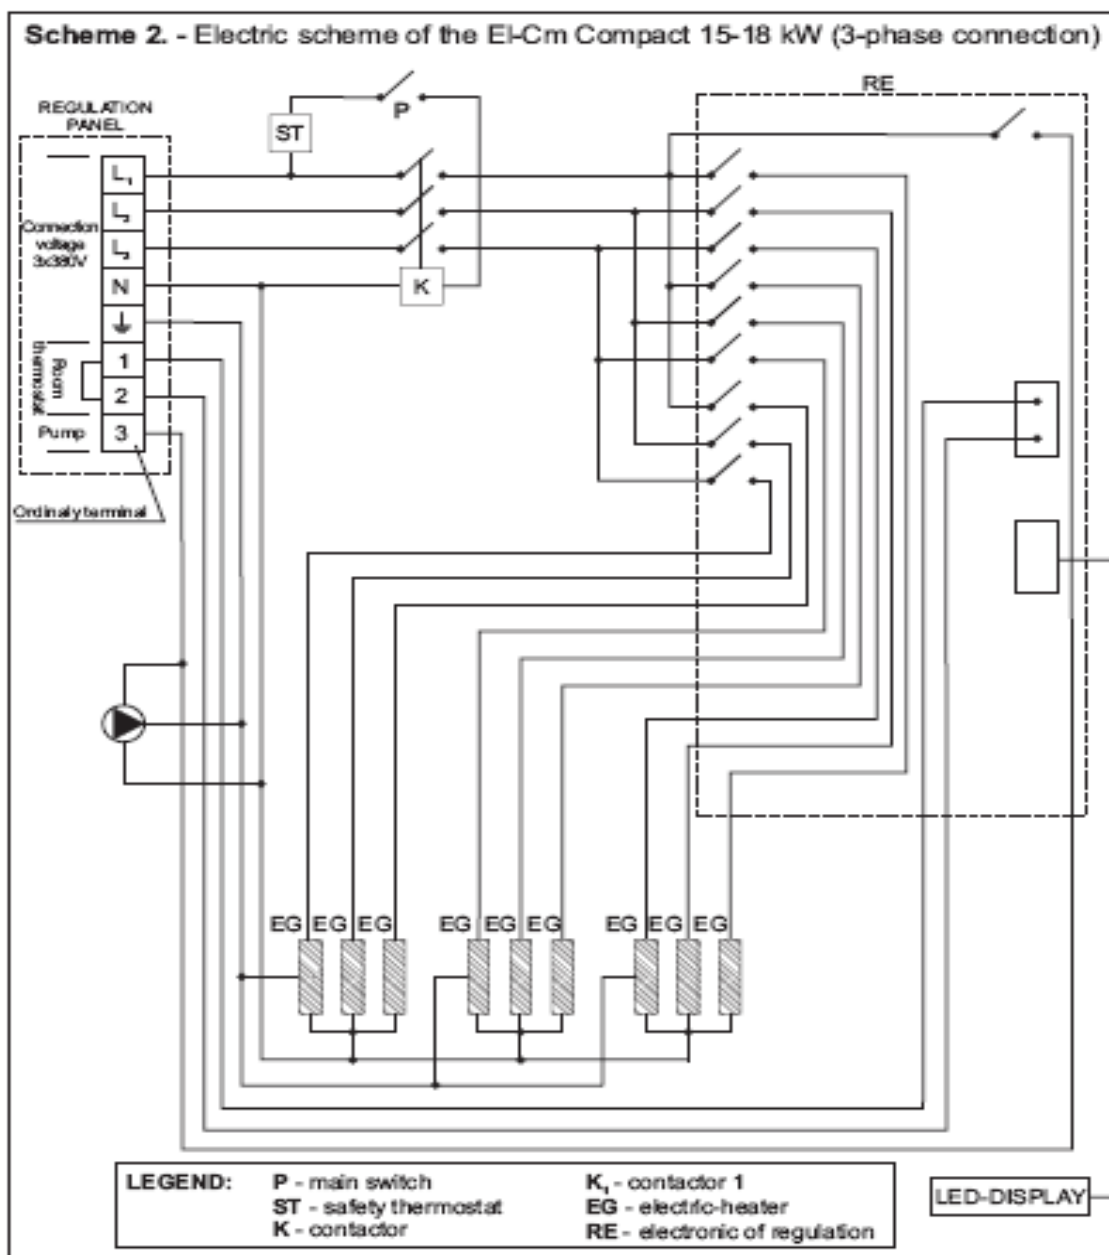 Scheme 2. - Electric scheme of the El-Cm Compact 15-18 kW (3-phase connection)
REGULATION
PANEL
RE
P
ST
L₁
L₂
L₃
N
K
Connection
voltage
3x380V
Room
thermostat
1
2
Pump
3
Ordinaly terminal
EG EG EG
EG EG EG
EG EG EG
LEGEND:
P - main switch
ST - safety thermostat
K - contactor
K₁ - contactor 1
EG - electric-heater
RE - electronic of regulation
LED-DISPLAY